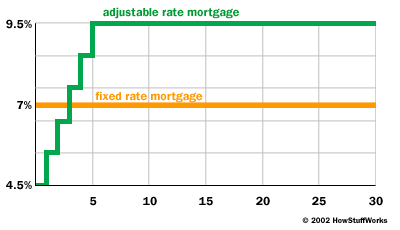 adjustable rate mortgage
9.5%
fixed rate mortgage
7%
4.5%
5 10 15 20 25 30
© 2002 HowStuffWorks